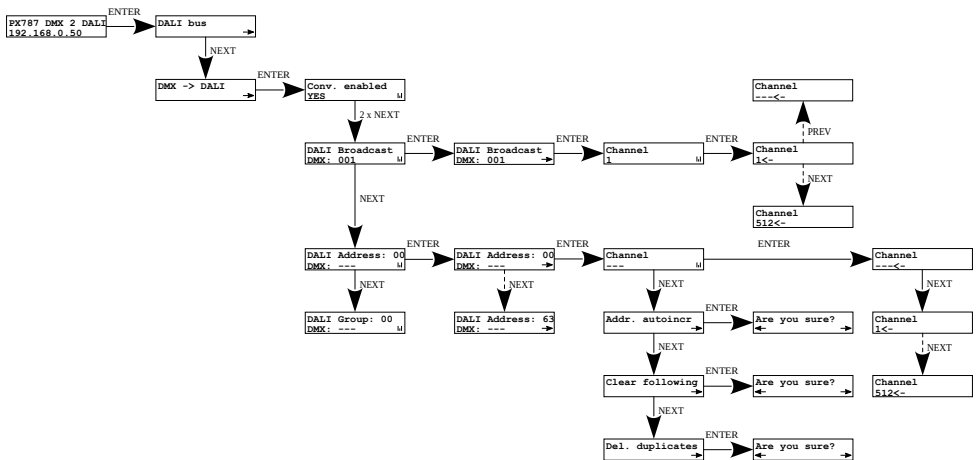 ENTER
PX787 DMX 2 DALI
192.168.0.50
DALI bus
NEXT
DMX -> DALI
ENTER
Conv. enabled
YES
2 x NEXT
Channel
---<-
PREV
DALI Broadcast
DMX: 001
ENTER
DALI Broadcast
DMX: 001
ENTER
Channel
1
ENTER
Channel
1<-
NEXT
Channel
512<-
NEXT
DALI Address: 00
DMX: ---
ENTER
DALI Address: 00
DMX: ---
ENTER
Channel
---
ENTER
Channel
---<-
NEXT
NEXT
NEXT
NEXT
DALI Group: 00
DMX: ---
DALI Address: 63
DMX: ---
Addr. autoincr
ENTER
Are you sure?
Channel
1<-
NEXT
NEXT
Clear following
ENTER
Are you sure?
Channel
512<-
NEXT
Del. duplicates
ENTER
Are you sure?